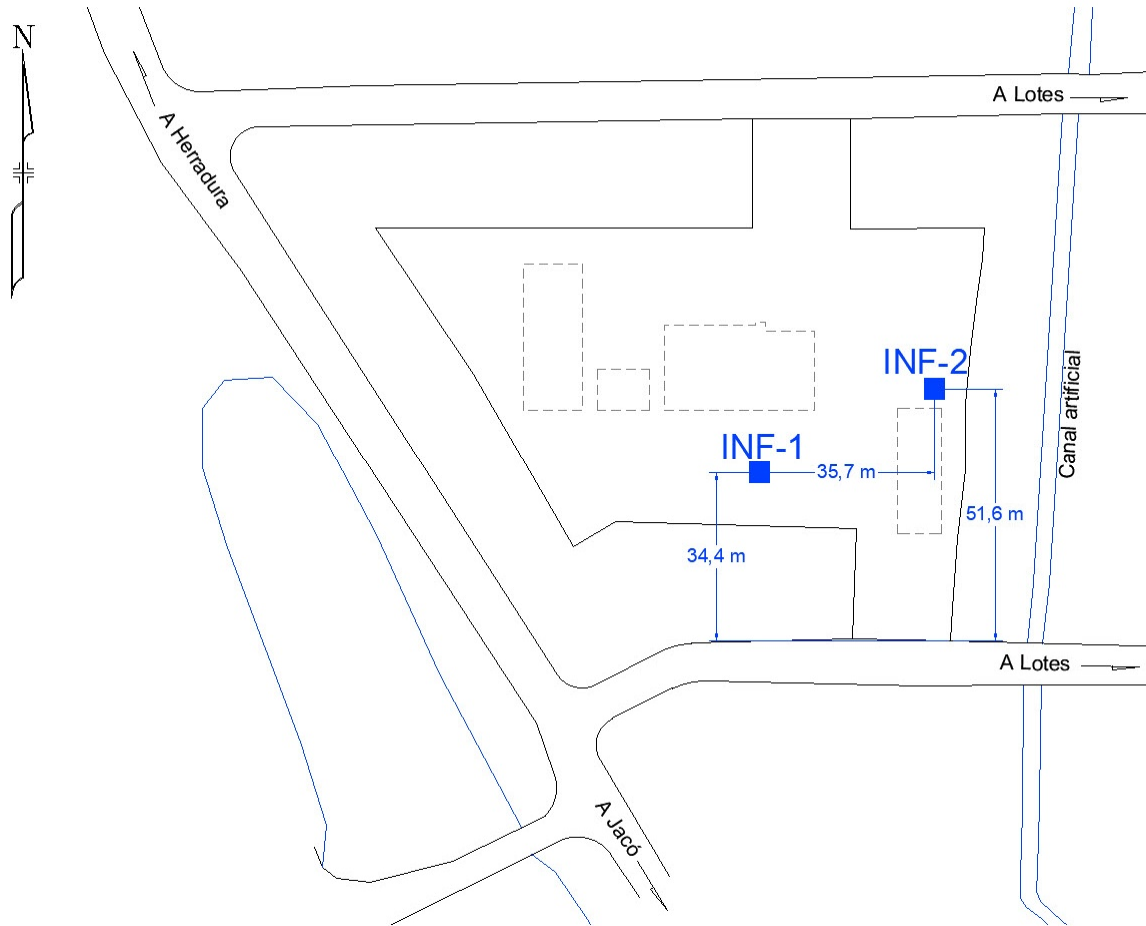 N
A Lotes
A Herradura
INF-2
Canal artificial
INF-1
35,7 m
51,6 m
34,4 m
A Lotes
A Jacó